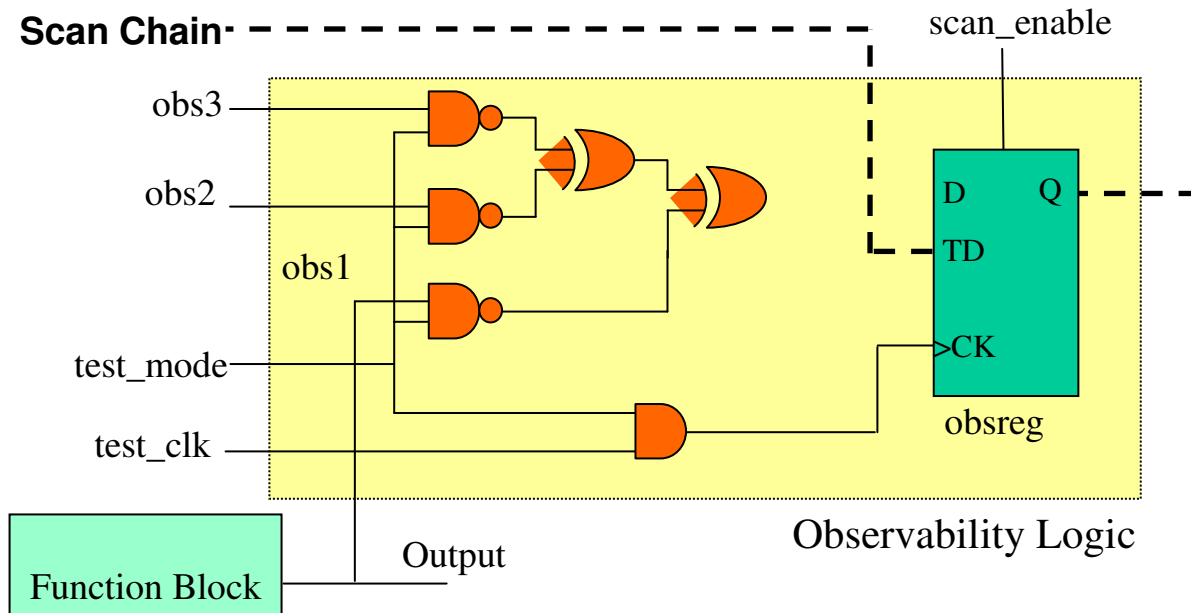 Scan Chain
scan_enable
obs3
obs2
obs1
D
Q
TD
>CK
obsreg
test_mode
test_clk
Observability Logic
Output
Function Block